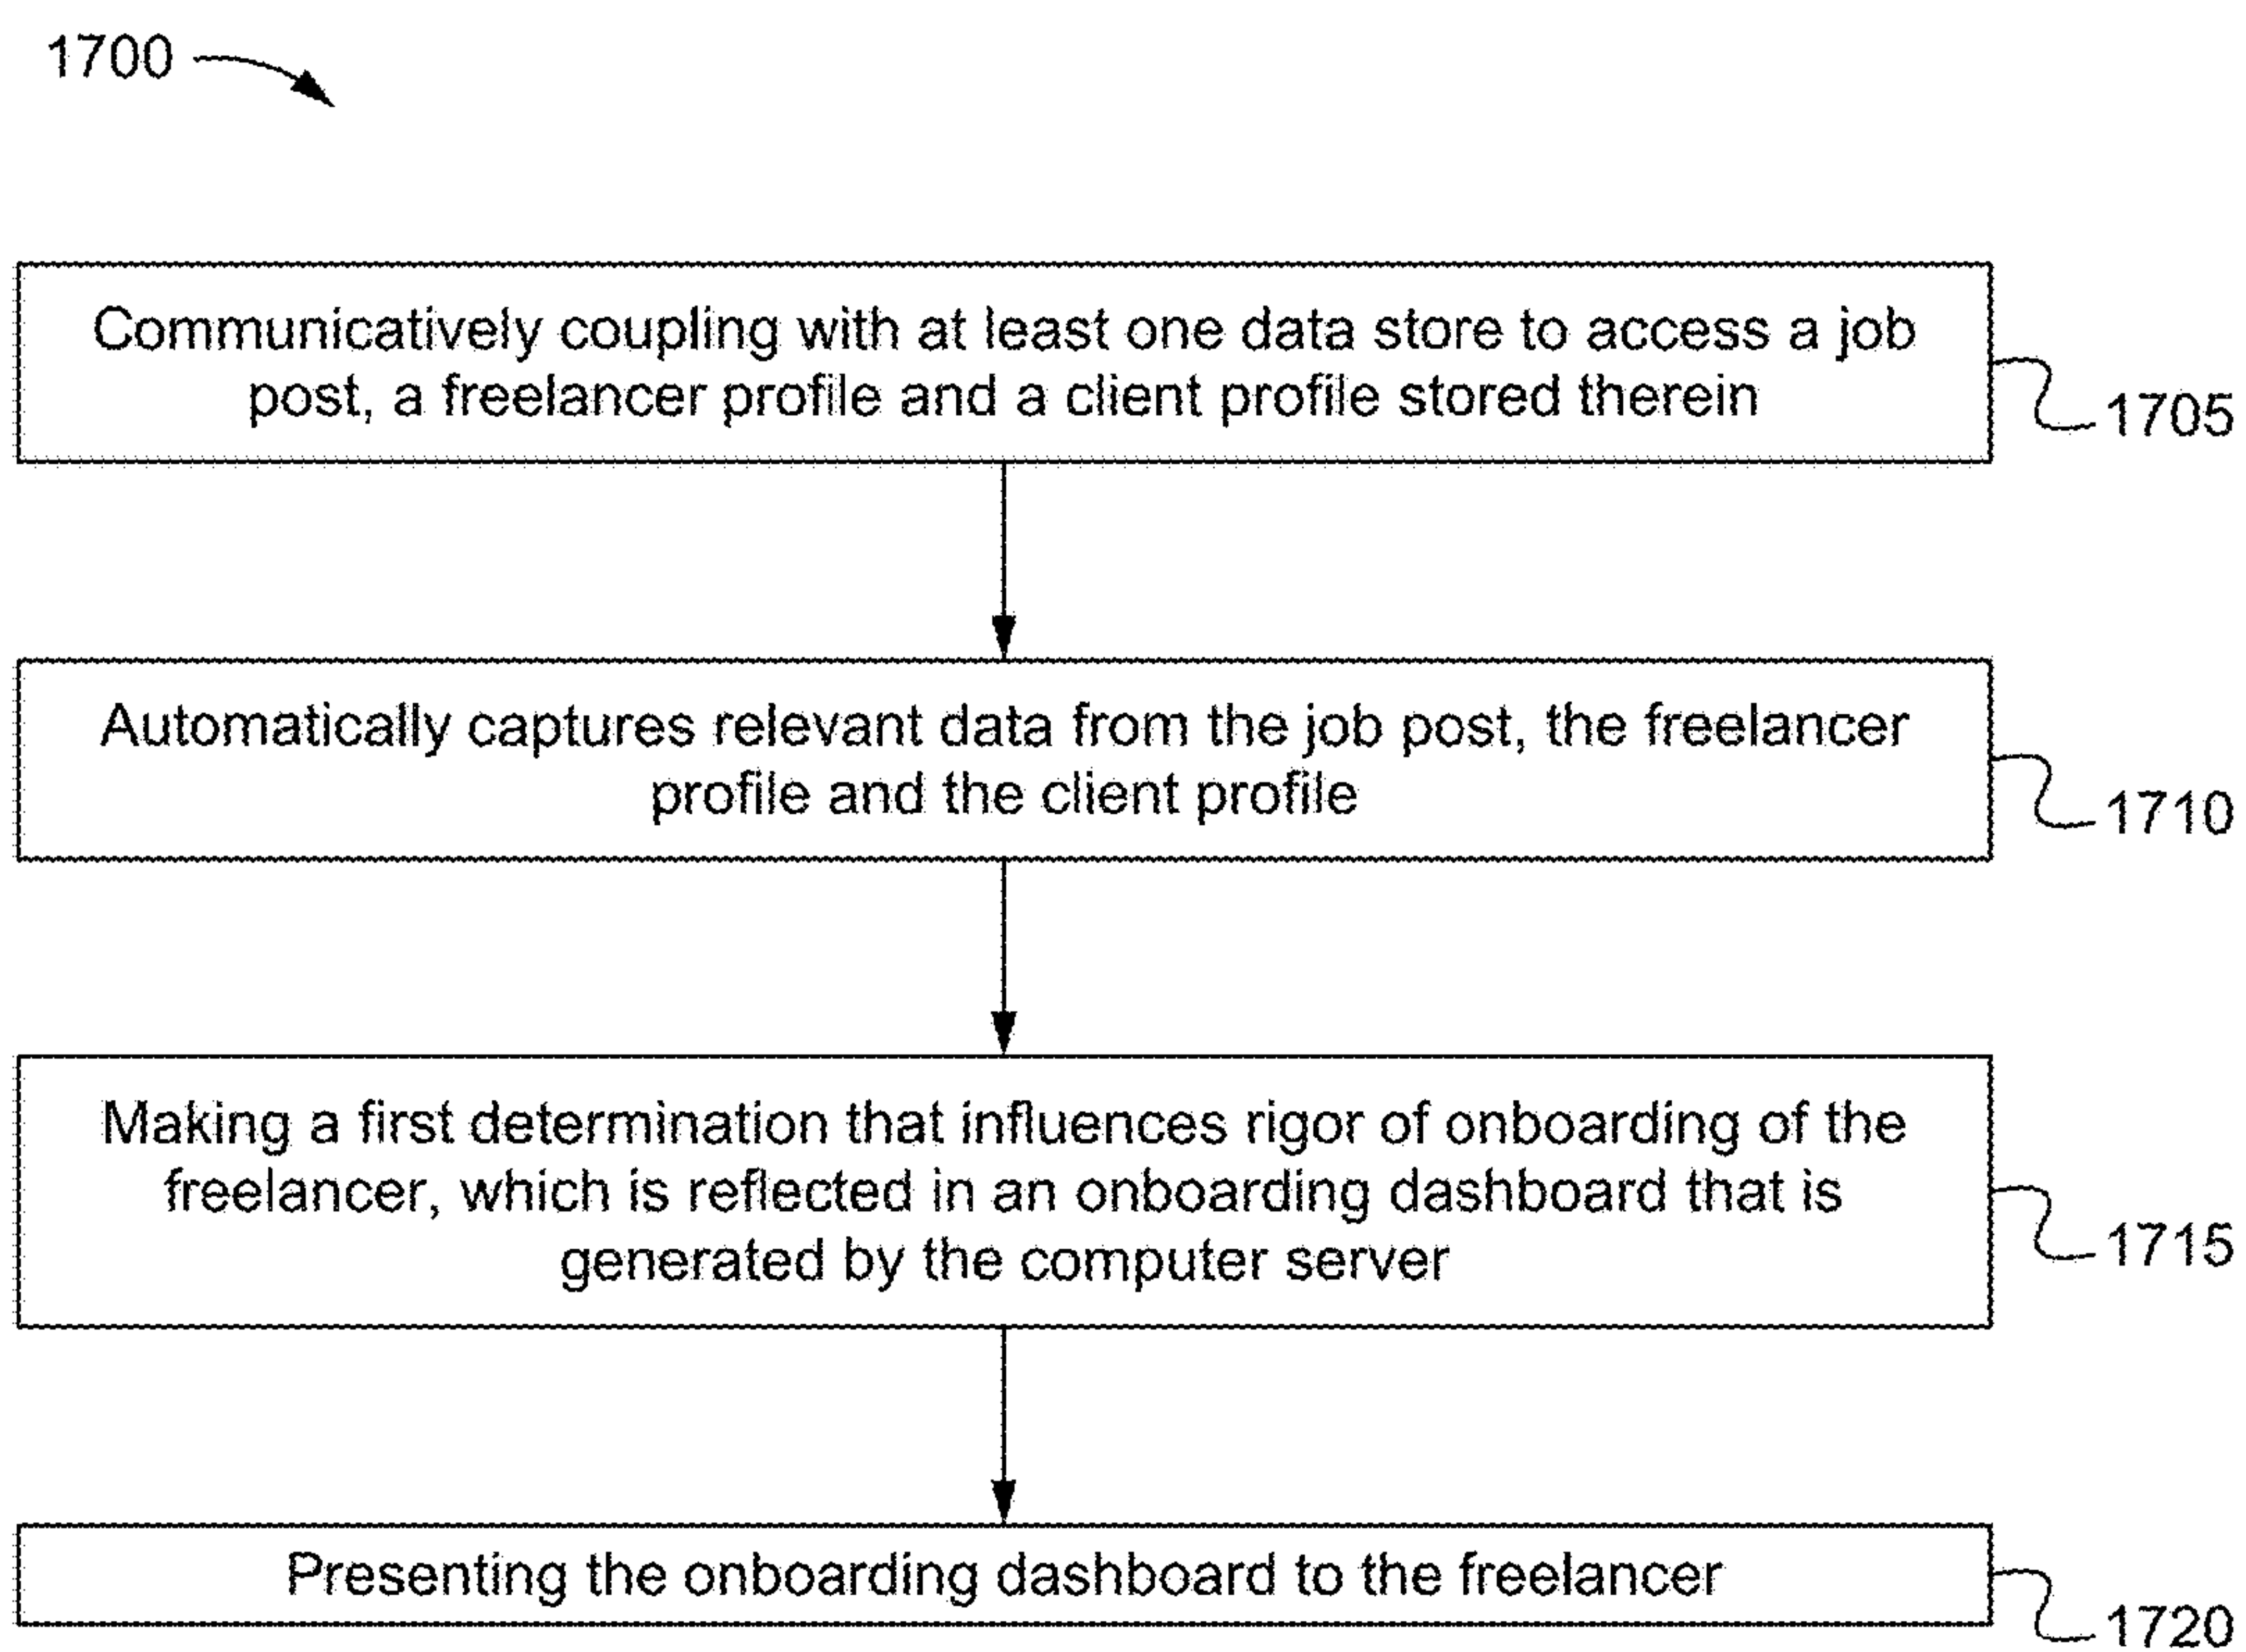 1700
Communicatively coupling with at least one data store to access a job
post, a freelancer profile and a client profile stored therein
1705
Automatically captures relevant data from the job post, the freelancer
profile and the client profile
1710
Making a first determination that influences rigor of onboarding of the
freelancer, which is reflected in an onboarding dashboard that is
generated by the computer server
1715
Presenting the onboarding dashboard to the freelancer
1720